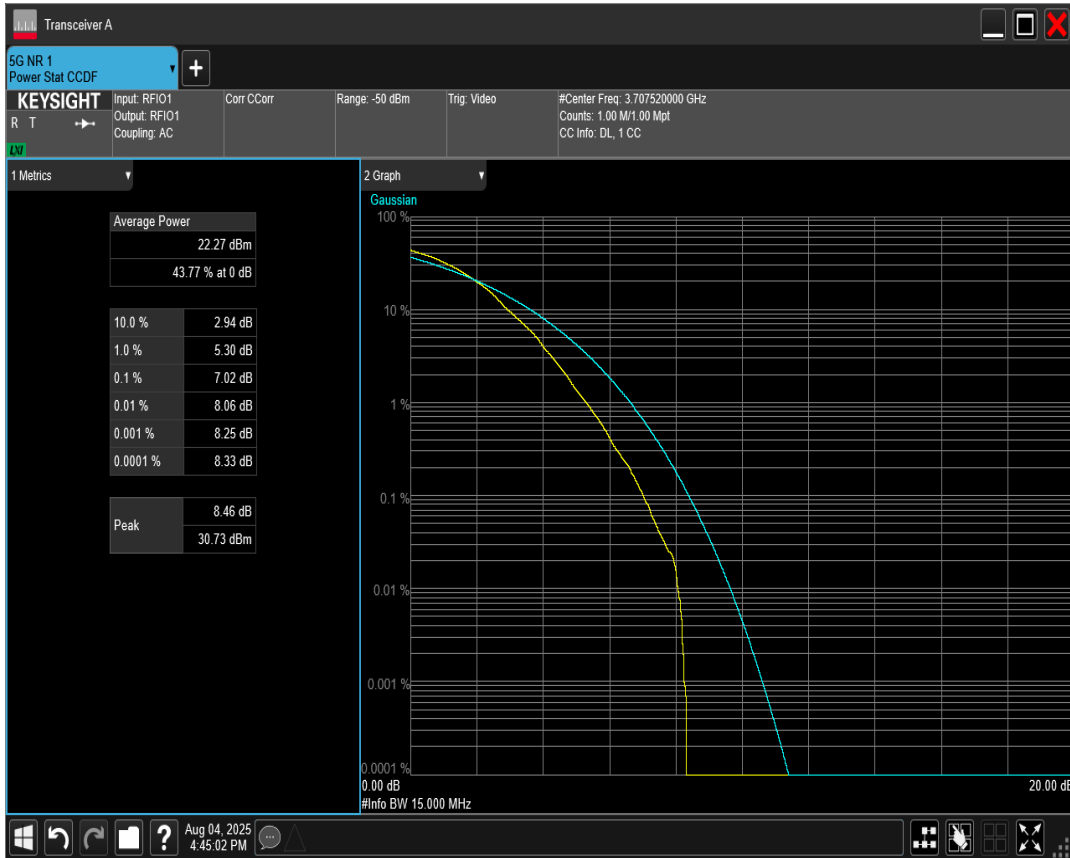 Transceiver A
5G NR 1
Power Stat CCDF
KEYSIGHT
R T
LXI
Input: RFIO1
Output: RFIO1
Coupling: AC
Corr CCorr
Range: -50 dBm
Trig: Video
#Center Freq: 3.707520000 GHz
Counts: 1.00 M/1.00 Mpt
CC Info: DL, 1 CC
1 Metrics
Average Power
22.27 dBm
43.77 % at 0 dB
10.0 % 2.94 dB
1.0 % 5.30 dB
0.1 % 7.02 dB
0.01 % 8.06 dB
0.001 % 8.25 dB
0.0001 % 8.33 dB
Peak
8.46 dB
30.73 dBm
2 Graph
Gaussian
100 %
10 %
1 %
0.1 %
0.01 %
0.001 %
0.0001 %
0.00 dB 20.00 dB
#Info BW 15.000 MHz
?
Aug 04, 2025
4:45:02 PM